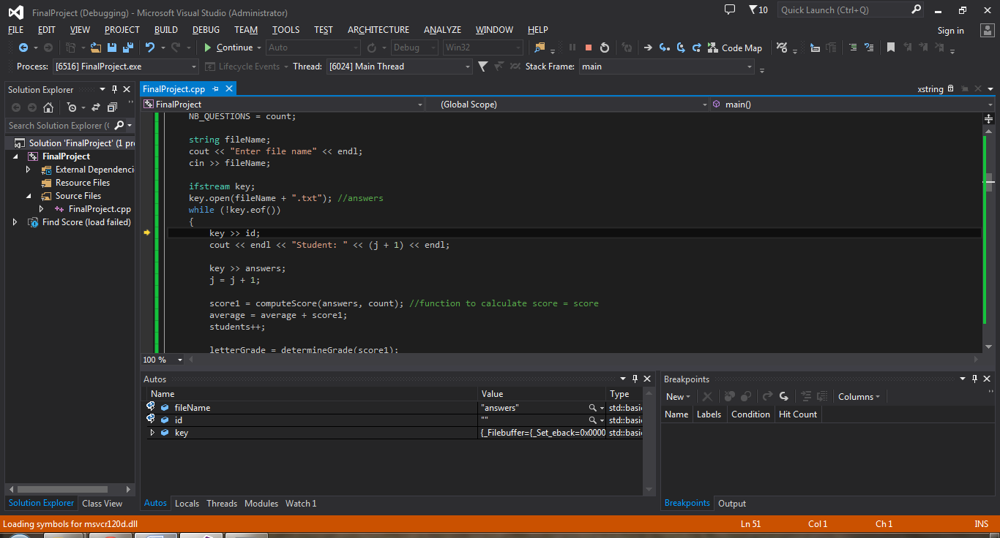 FinalProject (Debugging) - Microsoft Visual Studio (Administrator)
10
Quick Launch (Ctrl+Q)
FILE EDIT VIEW PROJECT BUILD DEBUG TEAM TOOLS TEST ARCHITECTURE ANALYZE WINDOW HELP
Sign in
Continue Auto Debug Win32 Code Map
Process: [6516] FinalProject.exe Lifecycle Events Thread: [6024] Main Thread Stack Frame: main
Solution Explorer
Search Solution Explorer (
Solution 'FinalProject' (1 pr
FinalProject
External Dependenci
Resource Files
Source Files
FinalProject.cpp
Find Score (load failed)
Solution Explorer Class View
FinalProject.cpp
xstring
FinalProject (Global Scope) main()
NB_QUESTIONS = count;
string fileName;
cout << "Enter file name" << endl;
cin >> fileName;
ifstream key;
key.open(fileName + ".txt"); //answers
while (!key.eof())
{
key >> id;
cout << endl << "Student: " << (j + 1) << endl;
key >> answers;
j = j + 1;
score1 = computeScore(answers, count); //function to calculate score = score
average = average + score1;
students++;
letterGrade = determineGrade(score1);
100 %
Autos
Name Value Type
fileName "answers" std::basi
id "" std::basi
key {_Filebuffer={_Set_eback=0x0000 std::basi
Autos Locals Threads Modules Watch 1
Breakpoints
New Columns
Name Labels Condition Hit Count
Breakpoints Output
Loading symbols for msvcr120d.dll
Ln 51 Col 1 Ch 1 INS